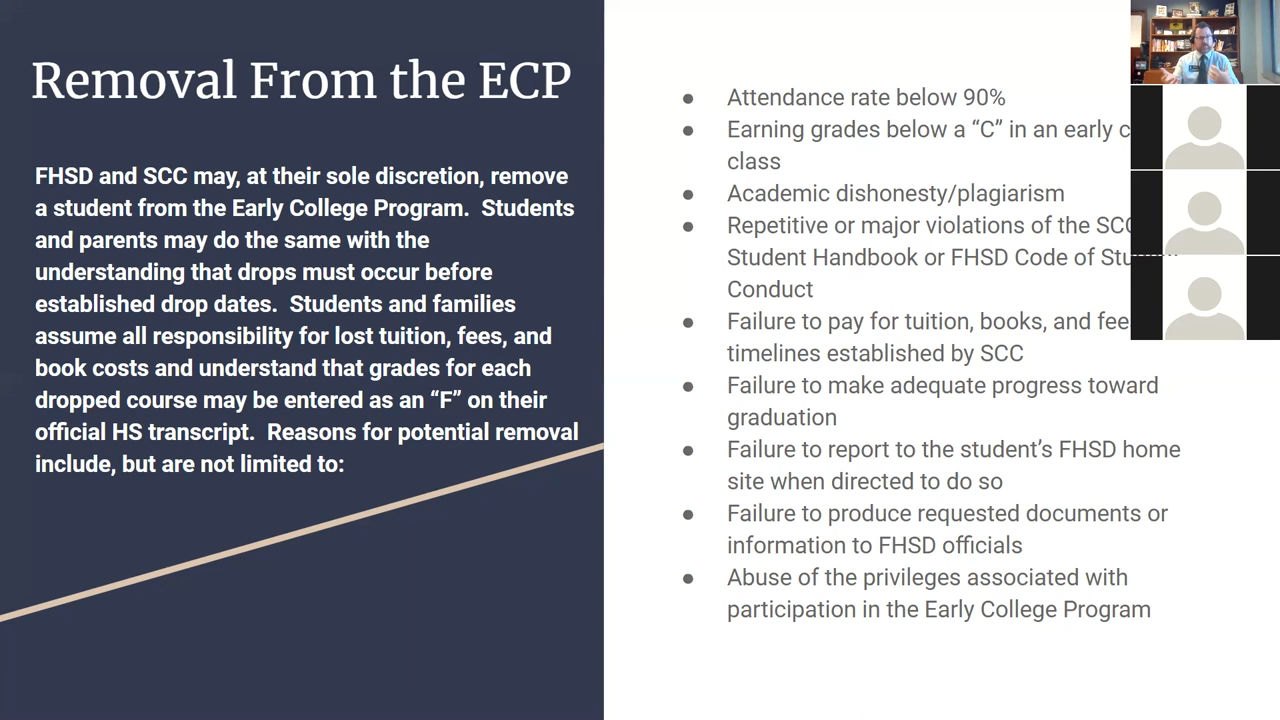 Removal From the ECP
FHSD and SCC may, at their sole discretion, remove
a student from the Early College Program.  Students
and parents may do the same with the
understanding that drops must occur before
established drop dates.  Students and families
assume all responsibility for lost tuition, fees, and
book costs and understand that grades for each
dropped course may be entered as an “F” on their
official HS transcript.  Reasons for potential removal
include, but are not limited to:
● Attendance rate below 90%
● Earning grades below a “C” in an early
class
● Academic dishonesty/plagiarism
● Repetitive or major violations of the SCC
Student Handbook or FHSD Code of
Conduct
● Failure to pay for tuition, books, and
timelines established by SCC
● Failure to make adequate progress toward
graduation
● Failure to report to the student’s FHSD home
site when directed to do so
● Failure to produce requested documents or
information to FHSD officials
● Abuse of the privileges associated with
participation in the Early College Program